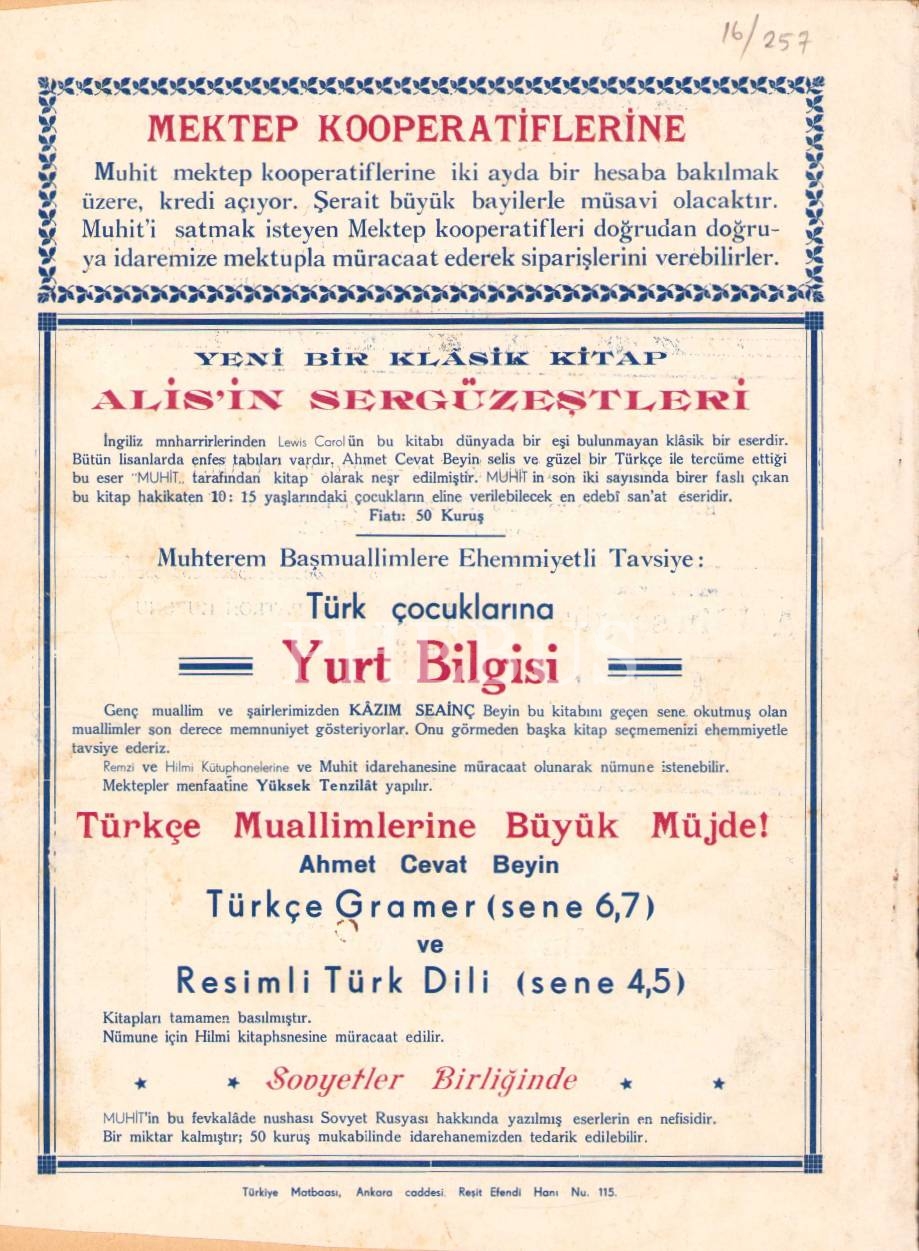 16/257
MEKTEP KOOPERATİFLERİNE
Muhit mektep kooperatiflerine iki ayda bir hesaba bakılmak
üzere, kredi açıyor. Şerait büyük bayilerle müsavi olacaktır.
Muhit'i satmak isteyen Mektep kooperatifleri doğrudan doğru-
ya idaremize mektupla müracaat ederek siparişlerini verebilirler.
YENİ BİR KLÂSİK KİTAP
ALİS'İN SERGÜZEŞTLERİ
İngiliz mnharrirlerinden Lewis Carol ün bu kitabı dünyada bir eşi bulunmayan klâsik bir eserdir.
Bütün lisanlarda enfes tabıları vardır. Ahmet Cevat Beyin selis ve güzel bir Türkçe ile tercüme ettiği
bu eser "MUHİT,, tarafından kitap olarak neşr edilmiştir. MUHİT in son iki sayısında birer faslı çıkan
bu kitap hakikaten 10: 15 yaşlarındaki çocukların eline verilebilecek en edebî san'at eseridir.
Fiatı: 50 Kuruş
Muhterem Başmuallimlere Ehemmiyetli Tavsiye:
Türk çocuklarına
Yurt Bilgisi
Genç muallim ve şairlerimizden KÂZIM SEAİNÇ Beyin bu kitabını geçen sene okutmuş olan
muallimler son derece memnuniyet gösteriyorlar. Onu görmeden başka kitap seçmemenizi ehemmiyetle
tavsiye ederiz.
Remzi ve Hilmi Kütuphanelerine ve Muhit idarehanesine müracaat olunarak nümune istenebilir.
Mektepler menfaatine Yüksek Tenzilât yapılır.
Türkçe Muallimlerine Büyük Müjde!
Ahmet Cevat Beyin
Türkçe Gramer (sene 6,7)
ve
Resimli Türk Dili (sene 4,5)
Kitapları tamamen basılmıştır.
Nümune için Hilmi kitaphsnesine müracaat edilir.
Sovyetler Birliğinde
MUHİT'in bu fevkalâde nushası Sovyet Rusyası hakkında yazılmış eserlerin en nefisidir.
Bir miktar kalmıştır; 50 kuruş mukabilinde idarehanemizden tedarik edilebilir.
Türkiye Matbaası, Ankara caddesi. Reşit Efendi Hanı Nu. 115.